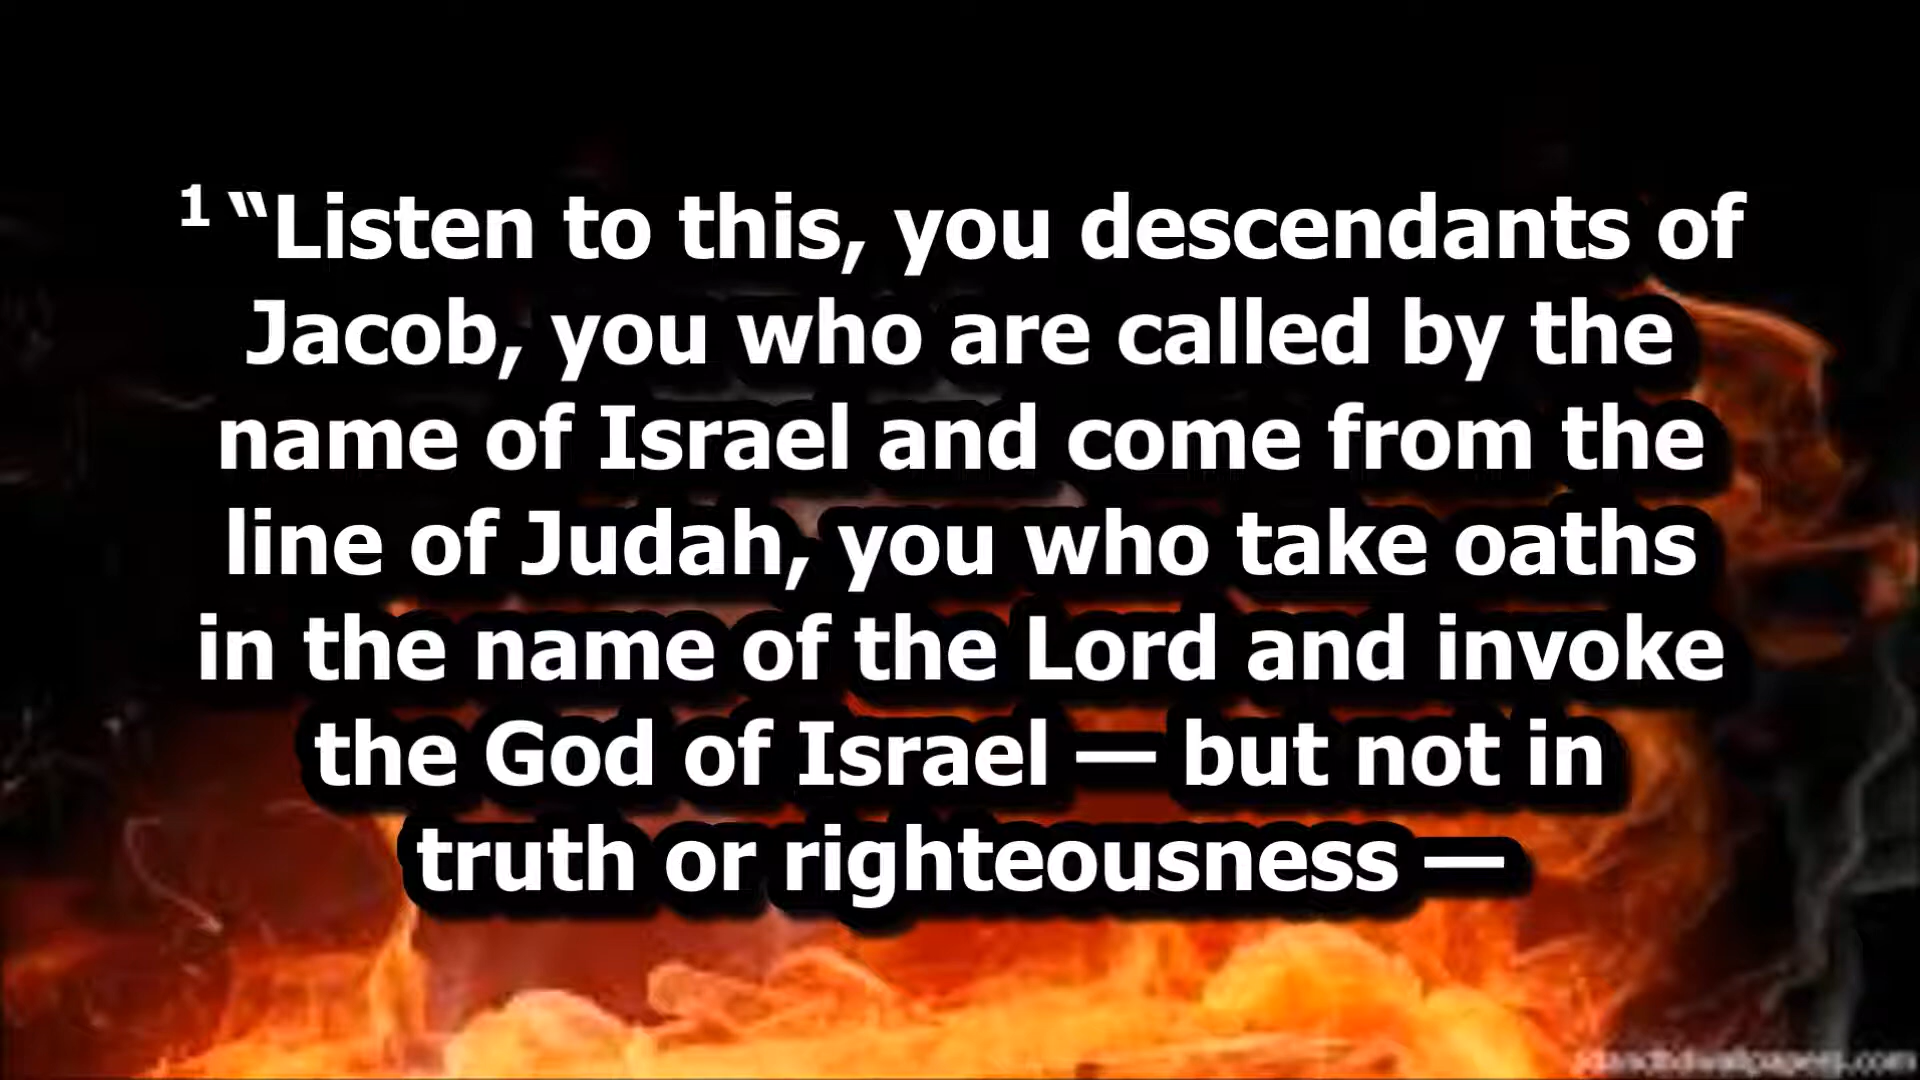 1 “Listen to this, you descendants of
Jacob, you who are called by the
name of Israel and come from the
line of Judah, you who take oaths
in the name of the Lord and invoke
the God of Israel — but not in
truth or righteousness —